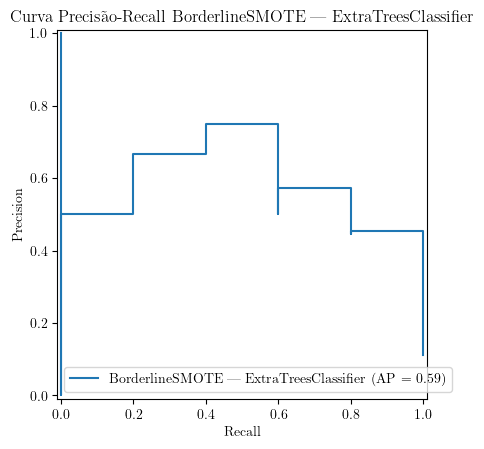 Curva Precisão-Recall BorderlineSMOTE — ExtraTreesClassifier
1.0
0.8
0.6
0.4
0.2
0.0
Precision
BorderlineSMOTE — ExtraTreesClassifier (AP = 0.59)
0.0 0.2 0.4 0.6 0.8 1.0
Recall